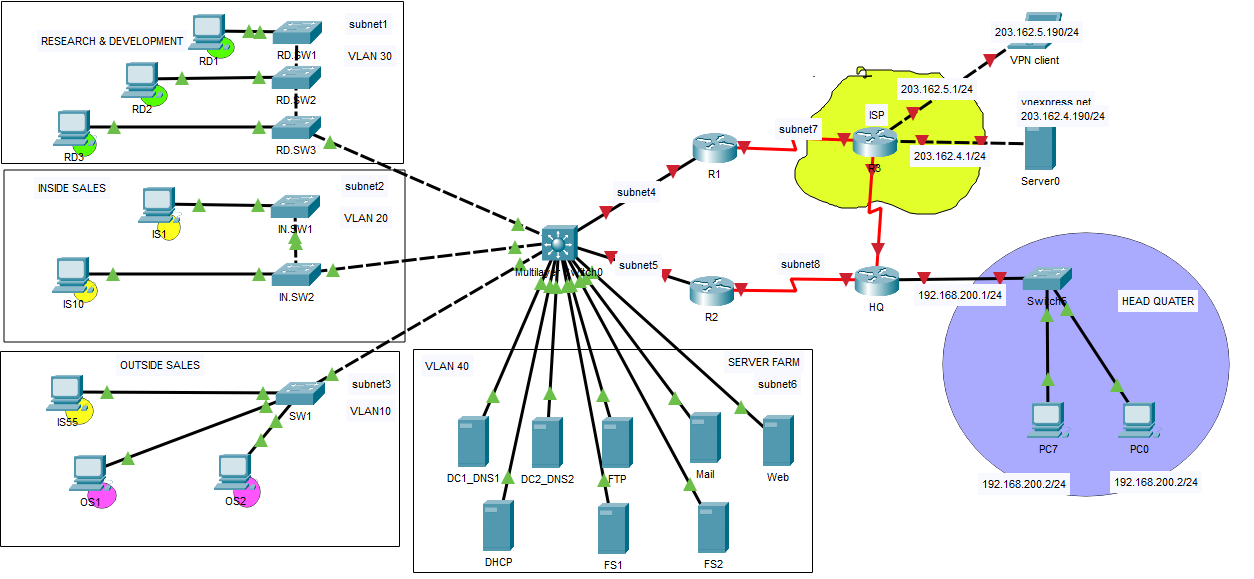 RESEARCH & DEVELOPMENT
subnet1
VLAN 30
RD1
RD.SW1
RD2
RD.SW2
RD3
RD.SW3
INSIDE SALES
subnet2
VLAN 20
IS1
IN.SW1
IS10
IN.SW2
OUTSIDE SALES
subnet3
VLAN10
IS55
SW1
OS1
OS2
Multilayer Switch0
subnet4
subnet5
R1
R2
subnet7
subnet8
ISP
R3
HQ
203.162.5.1/24
203.162.5.190/24
VPN client
vnexpress.net
203.162.4.190/24
203.162.4.1/24
Server0
192.168.200.1/24
Switch5
HEAD QUATER
PC7
PC0
192.168.200.2/24
192.168.200.2/24
VLAN 40
SERVER FARM
subnet6
DC1_DNS1
DC2_DNS2
FTP
Mail
Web
DHCP
FS1
FS2